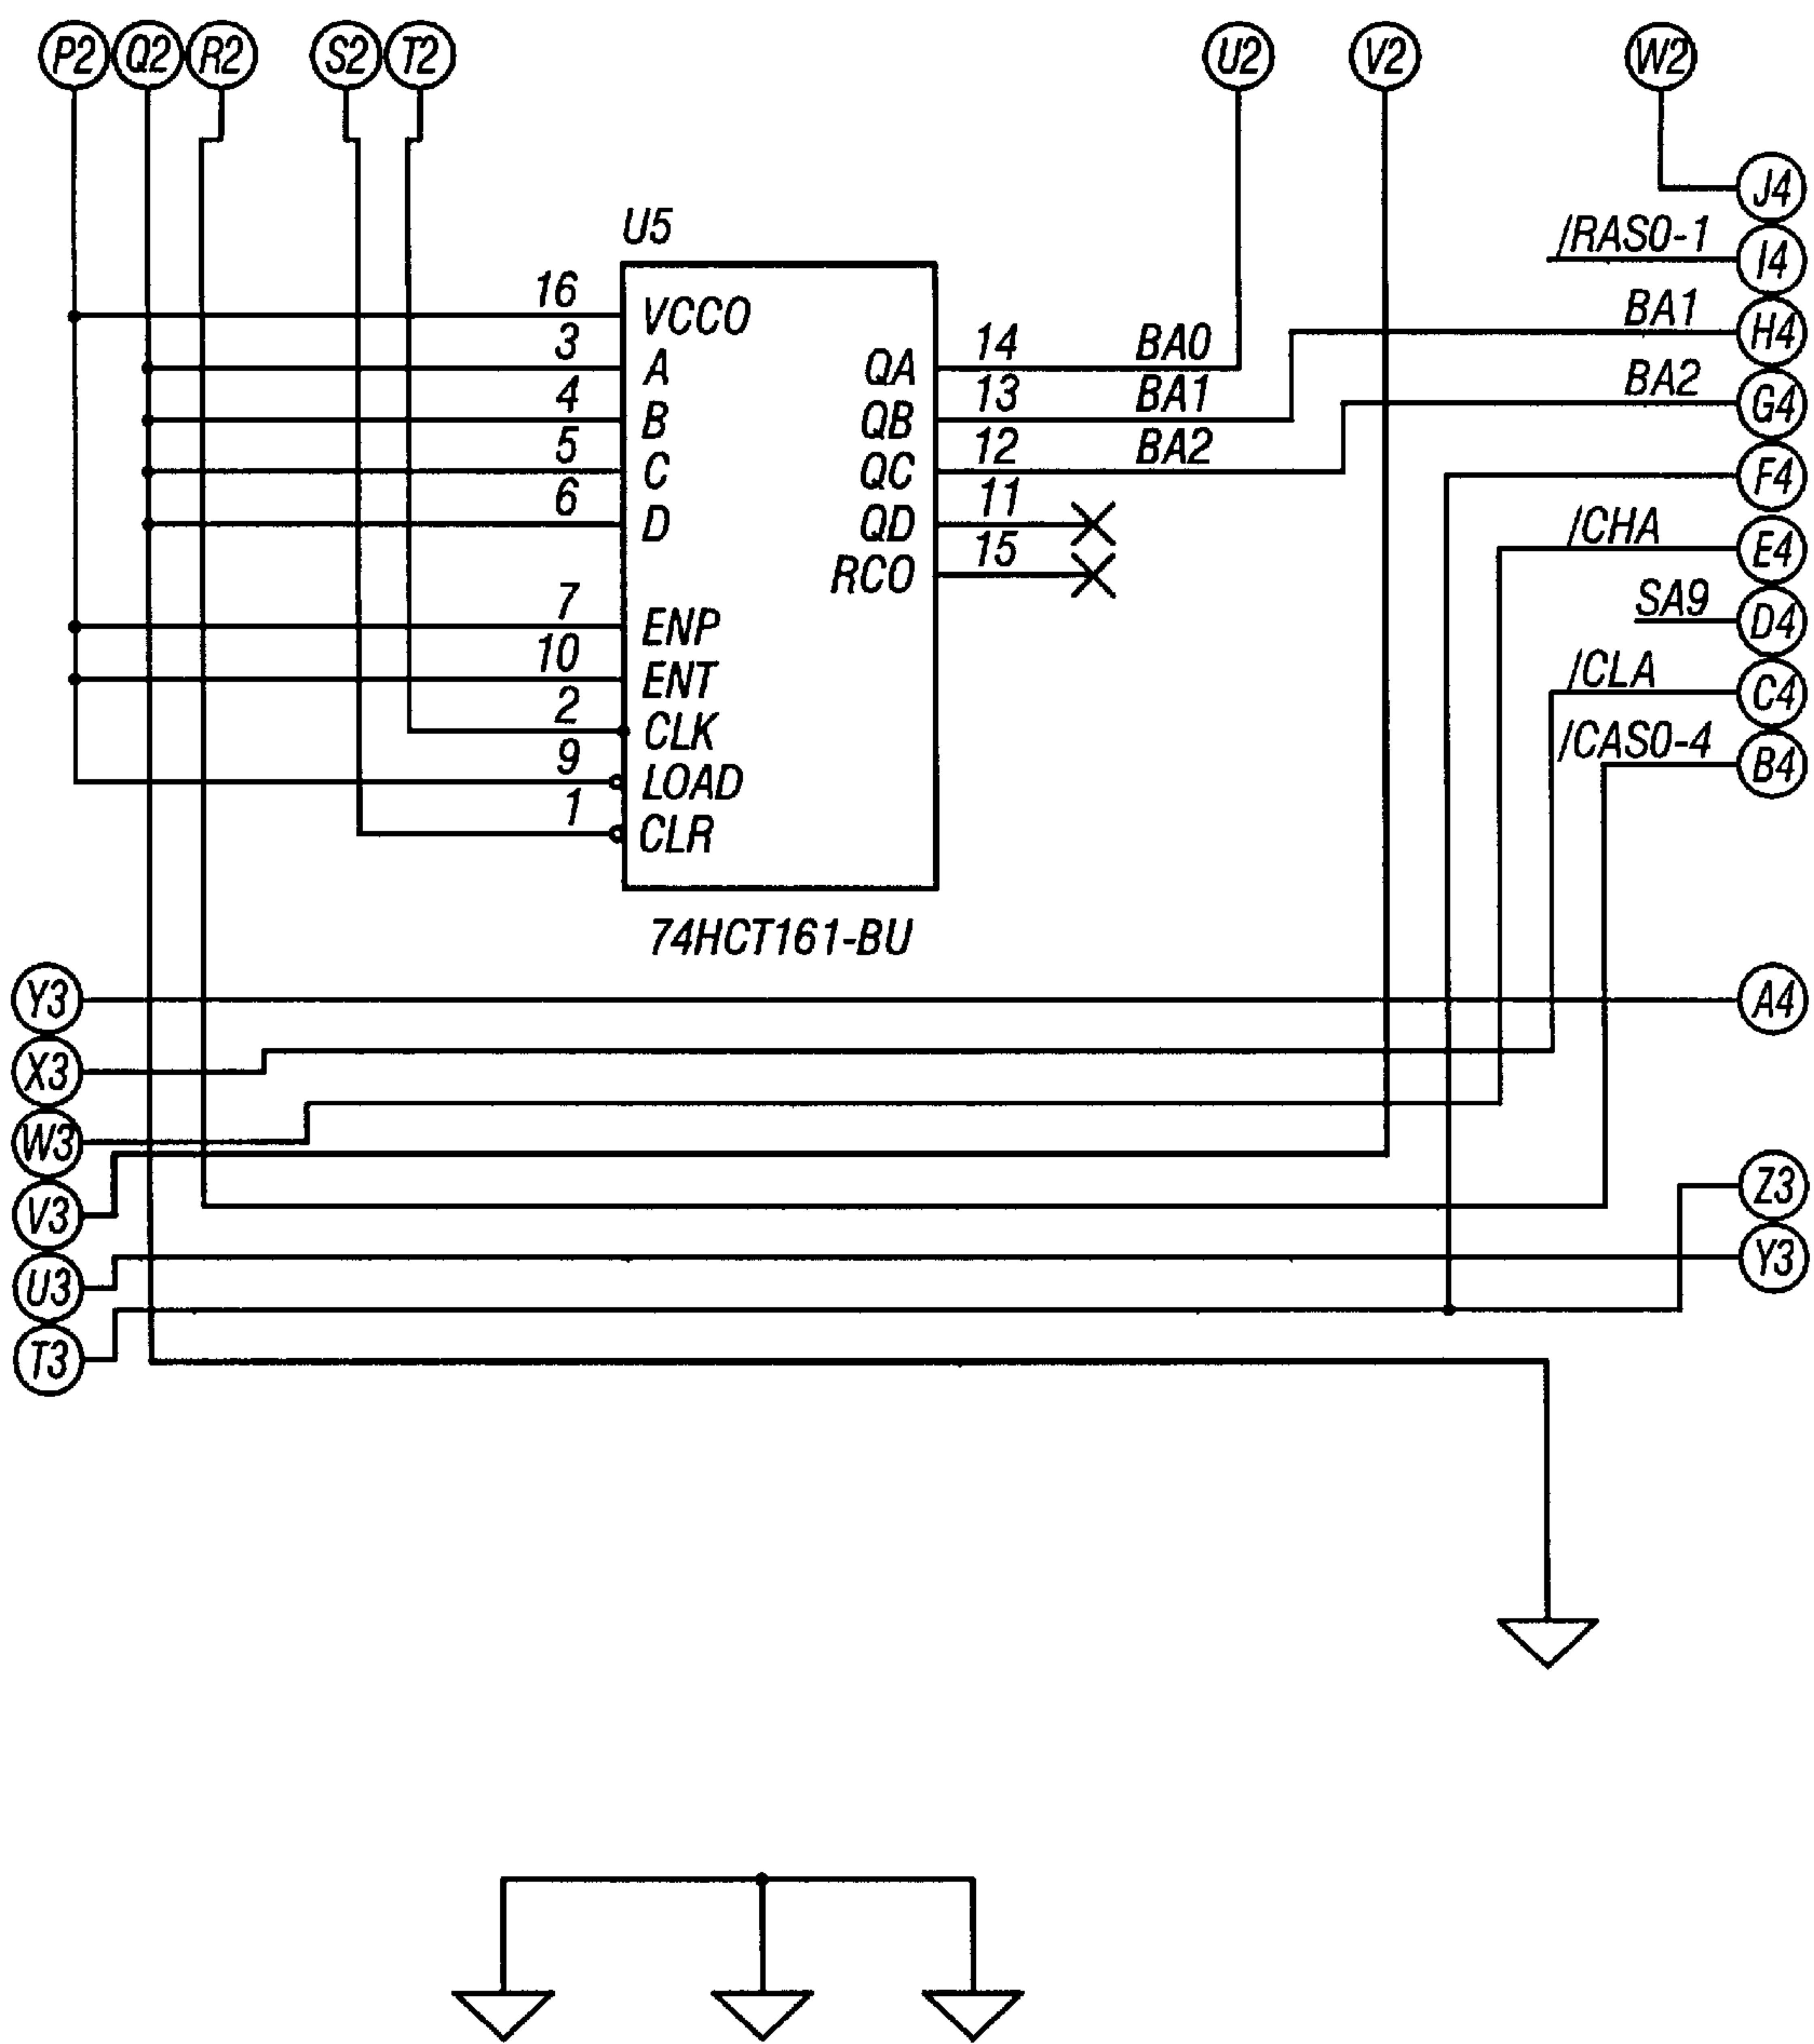 P2 Q2 R2 S2 T2 U2 V2 W2
J4
U5
/RAS0-1 I4
16 VCCO
BA1 H4
3 A
14 QA BA0
BA2 G4
4 B
13 QB BA1
5 C
12 QC BA2
F4
6 D
11 QD
/CHA E4
15 RCO
SA9 D4
7 ENP
10 ENT
/CLA C4
2 CLK
/CAS0-4 B4
9 LOAD
1 CLR
74HCT161-BU
Y3 A4
X3
W3
Z3
V3
Y3
U3
T3